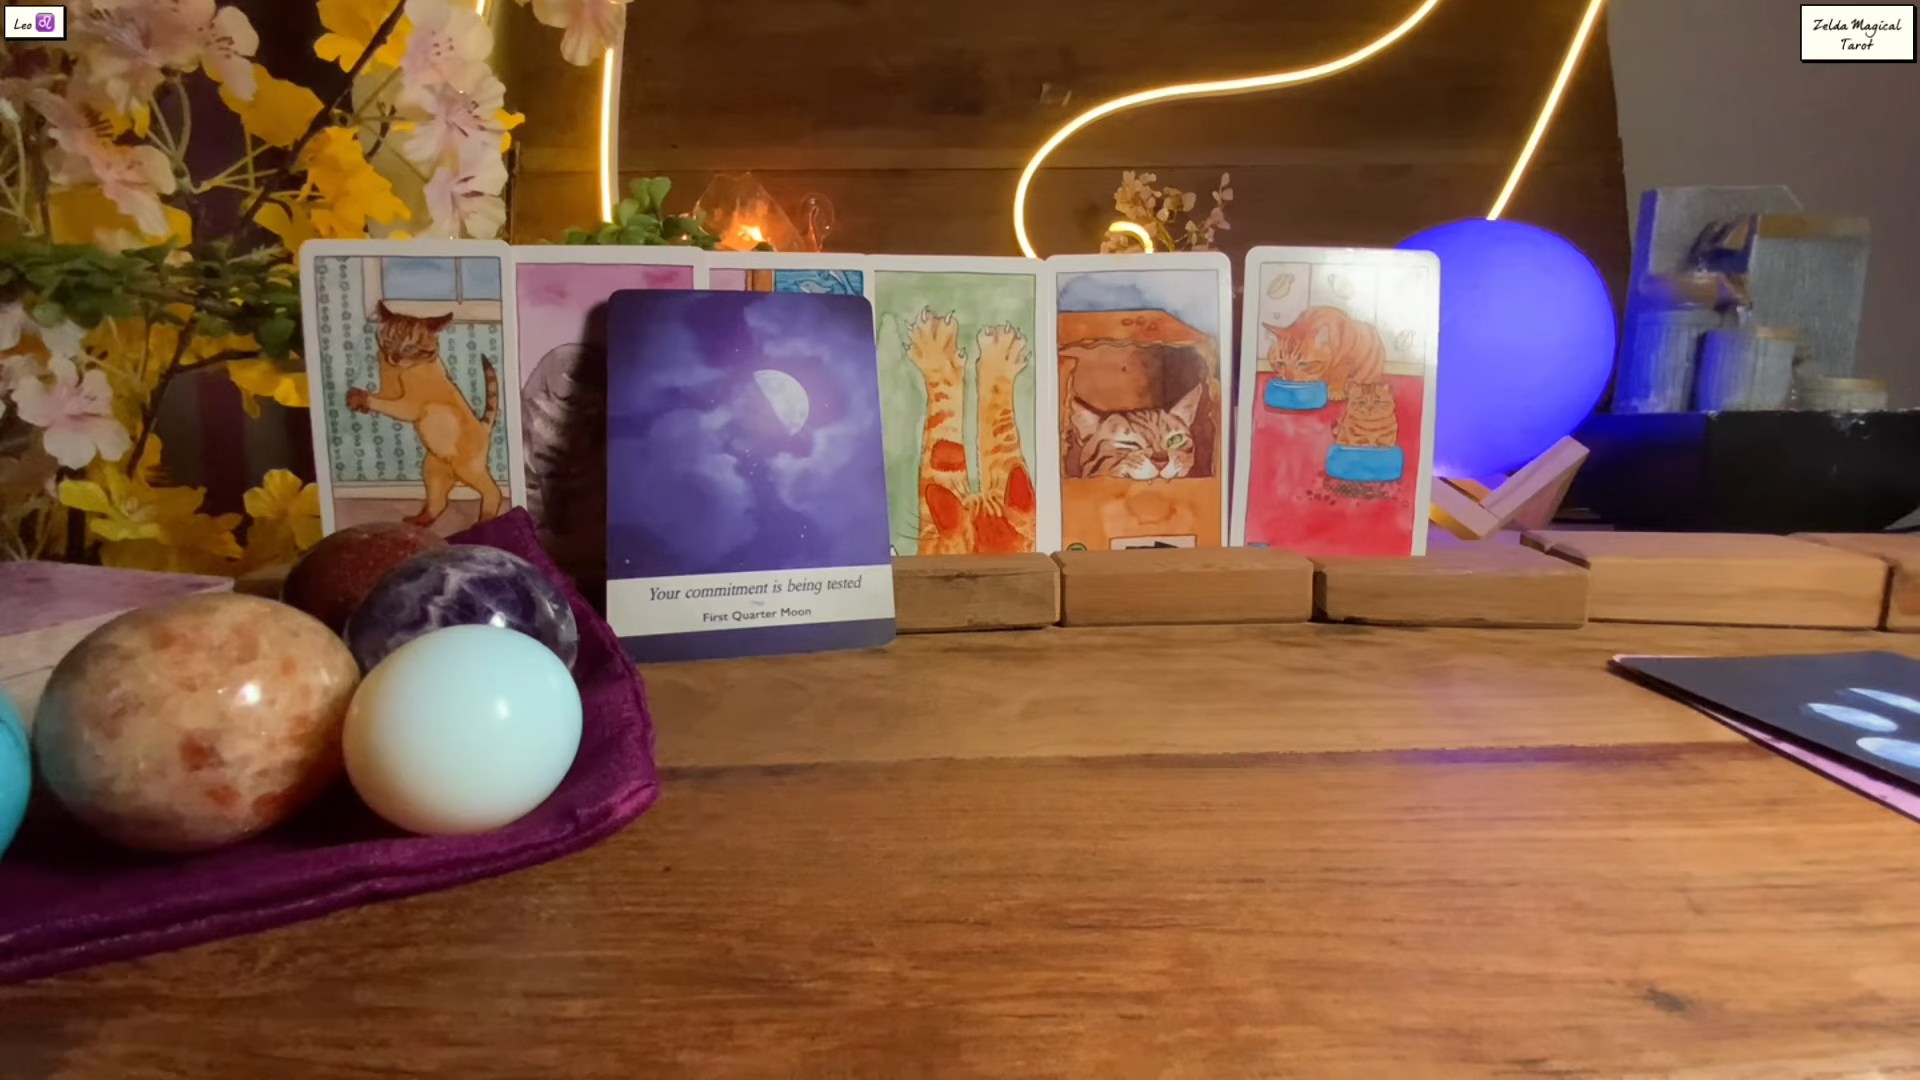 Leo ♌
Zelda Magical
Tarot
Your commitment is being tested
First Quarter Moon